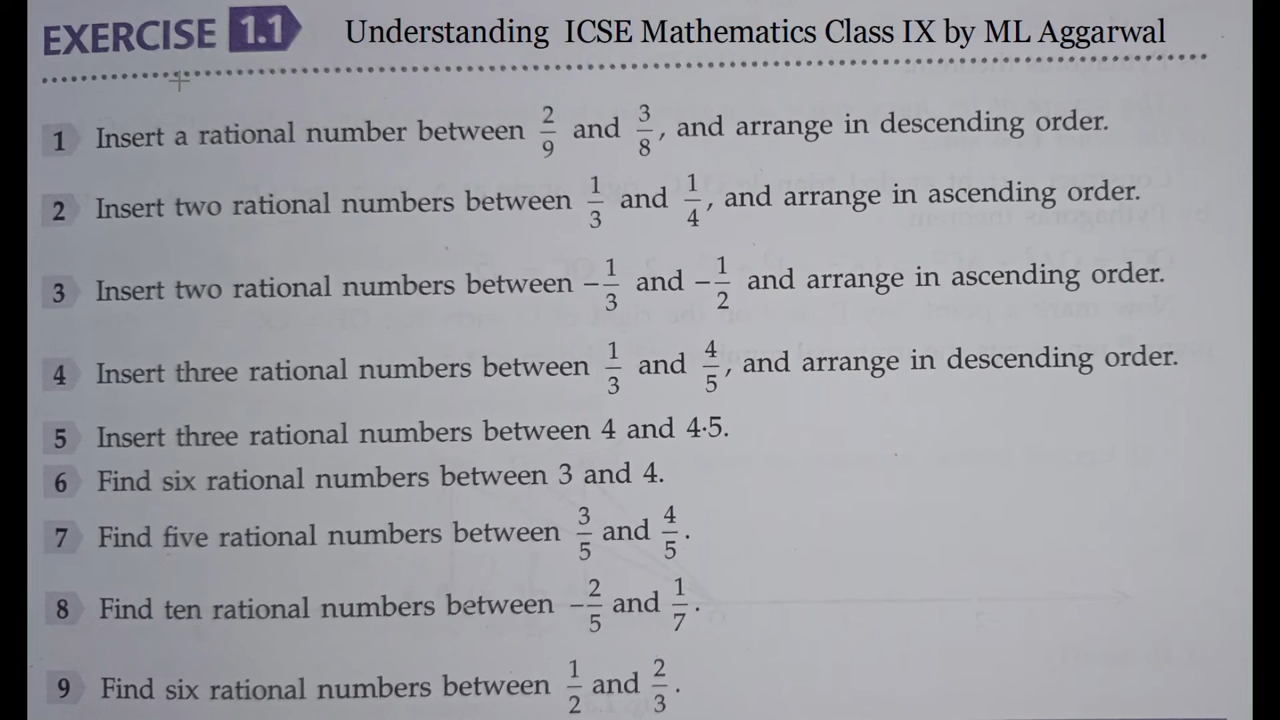 EXERCISE 1.1 Understanding ICSE Mathematics Class IX by ML Aggarwal
1 Insert a rational number between 2/9 and 3/8, and arrange in descending order.
2 Insert two rational numbers between 1/3 and 1/4, and arrange in ascending order.
3 Insert two rational numbers between −1/3 and −1/2 and arrange in ascending order.
4 Insert three rational numbers between 1/3 and 4/5, and arrange in descending order.
5 Insert three rational numbers between 4 and 4·5.
6 Find six rational numbers between 3 and 4.
7 Find five rational numbers between 3/5 and 4/5.
8 Find ten rational numbers between −2/5 and 1/7.
9 Find six rational numbers between 1/2 and 2/3.